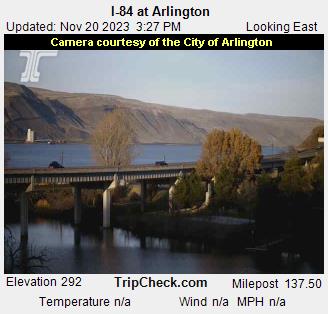 I-84 at Arlington
Updated: Nov 20 2023 3:27 PM Looking East
Camera courtesy of the City of Arlington
Elevation 292 TripCheck.com Milepost 137.50
Temperature n/a Wind n/a MPH n/a